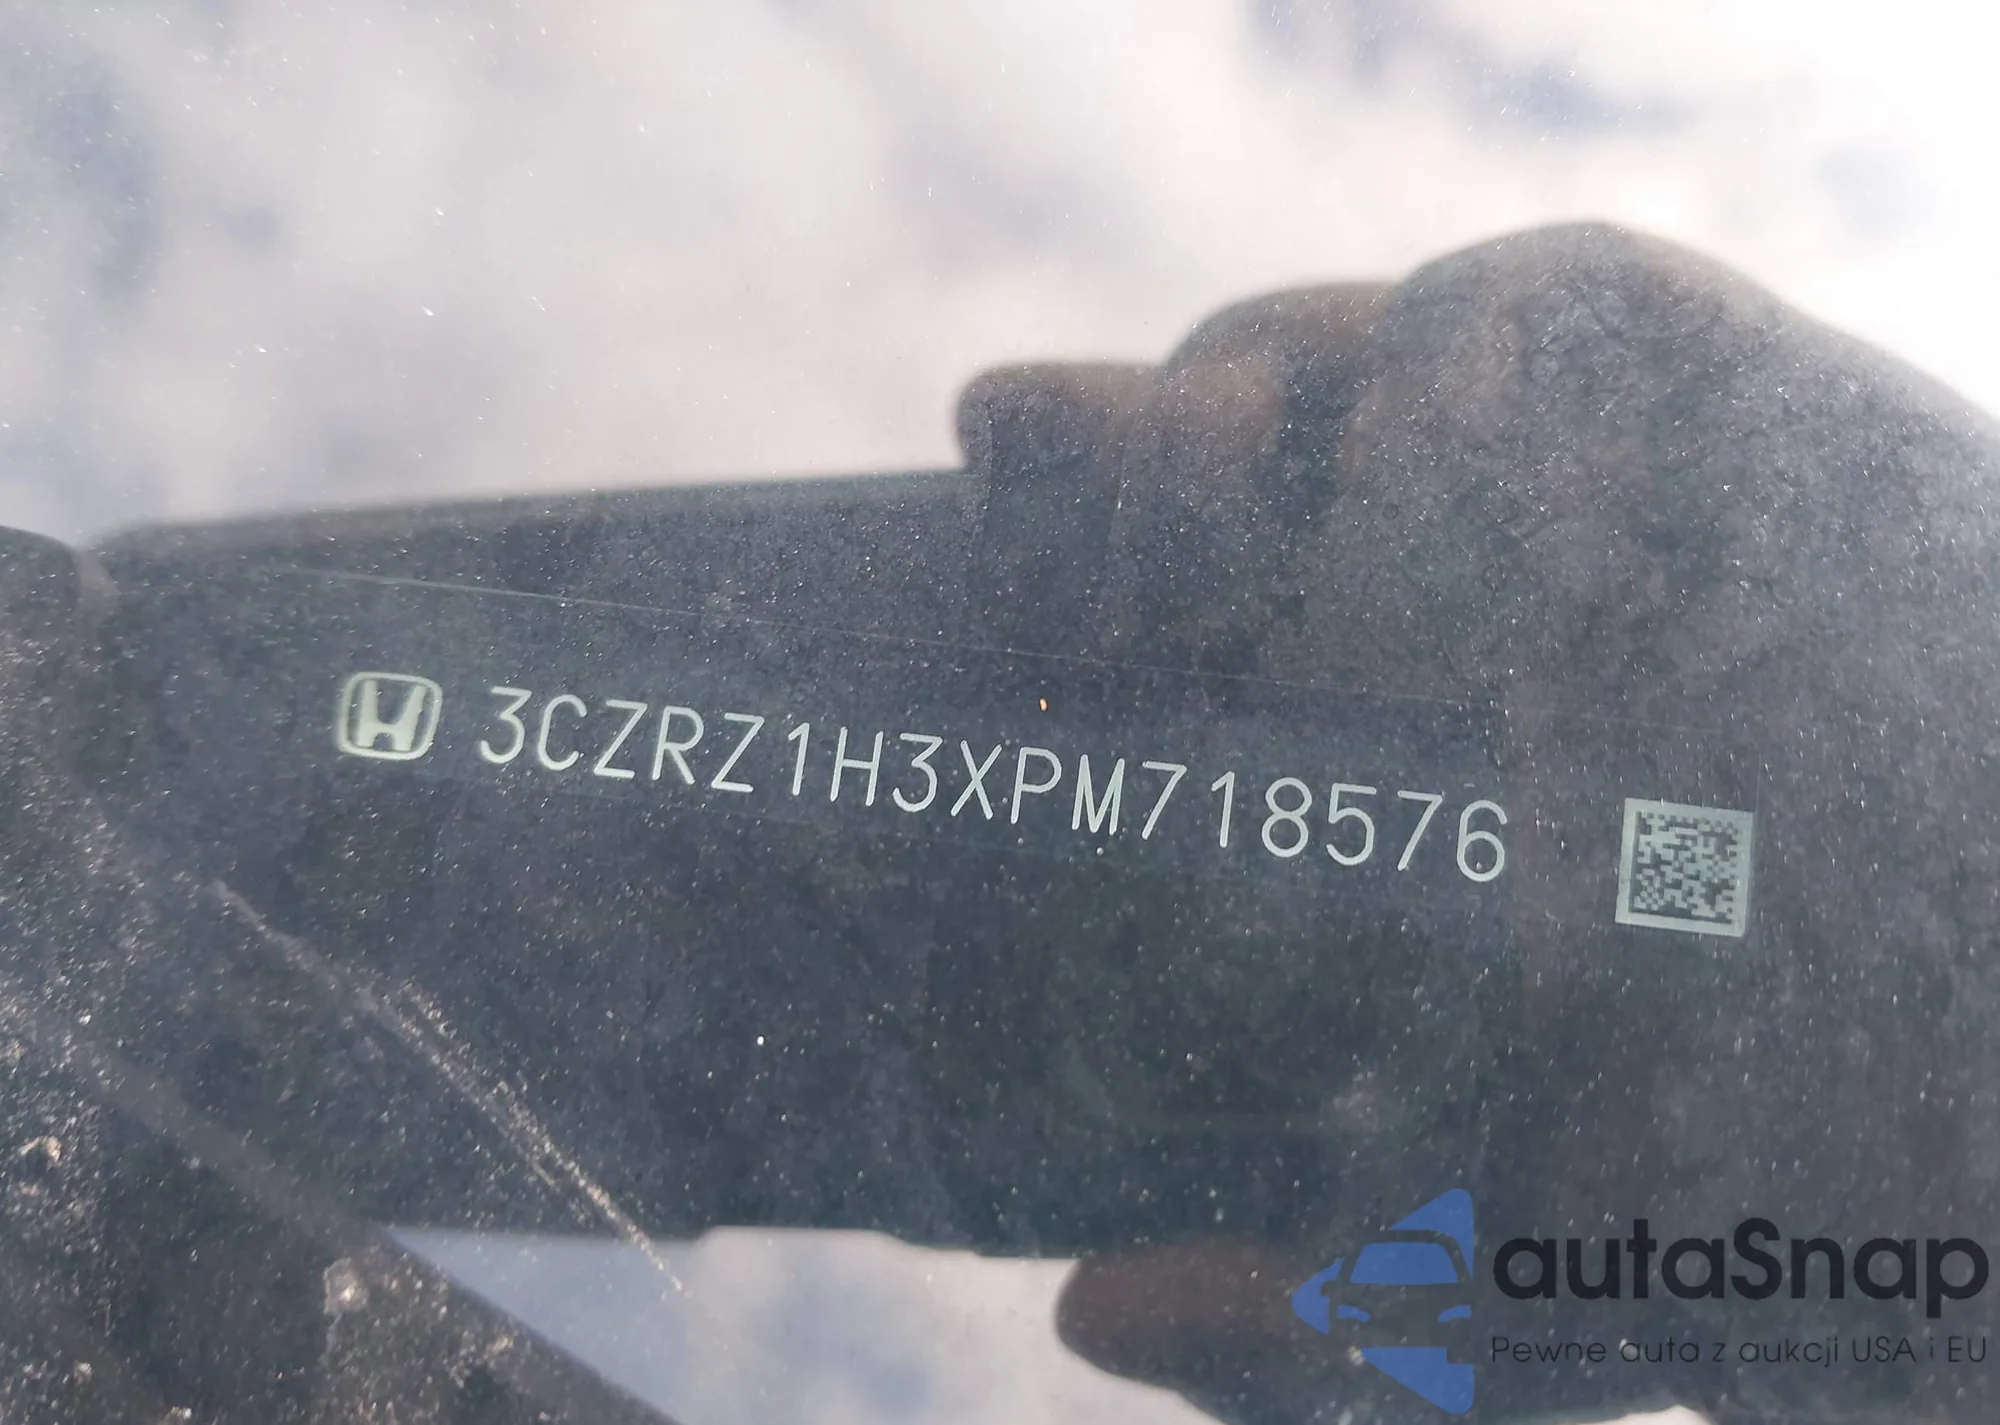 3CZRZ1H3XPM718576
autaSnap
Pewne auta z aukcji USA i EU